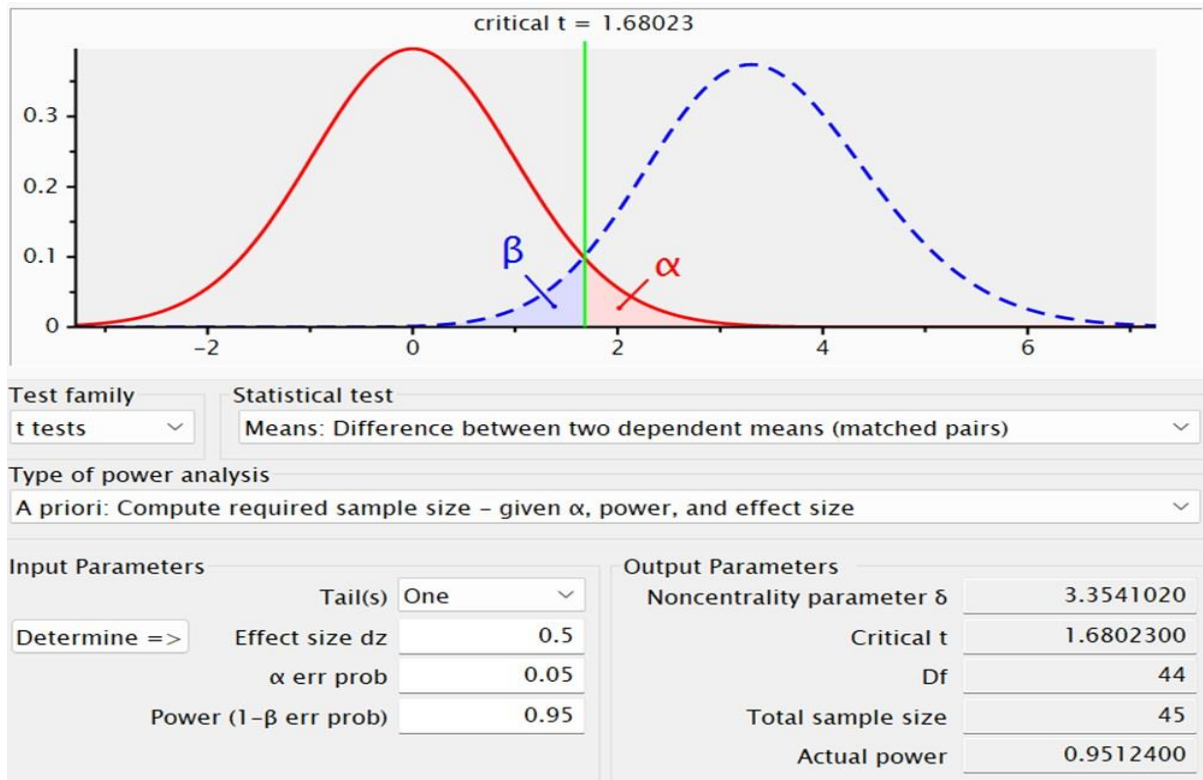 critical t = 1.68023
0.3
0.2
0.1
0
β
α
-2 0 2 4 6
Test family Statistical test
t tests Means: Difference between two dependent means (matched pairs)
Type of power analysis
A priori: Compute required sample size – given α, power, and effect size
Input Parameters
Tail(s) One
Determine => Effect size dz 0.5
α err prob 0.05
Power (1-β err prob) 0.95
Output Parameters
Noncentrality parameter δ 3.3541020
Critical t 1.6802300
Df 44
Total sample size 45
Actual power 0.9512400